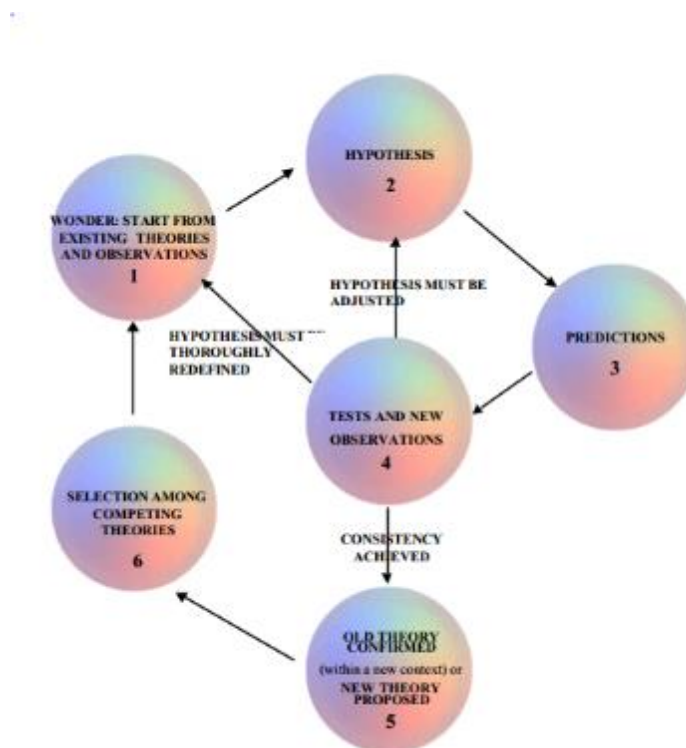 HYPOTHESIS
2
WONDER: START FROM
EXISTING THEORIES
AND OBSERVATIONS
1
HYPOTHESIS MUST BE
ADJUSTED
HYPOTHESIS MUST
THOROUGHLY
REDEFINED
PREDICTIONS
3
TESTS AND NEW
OBSERVATIONS
4
SELECTION AMONG
COMPETING
THEORIES
6
CONSISTENCY
ACHIEVED
OLD THEORY
CONFIRMED
(within a new context) or
NEW THEORY
PROPOSED
5